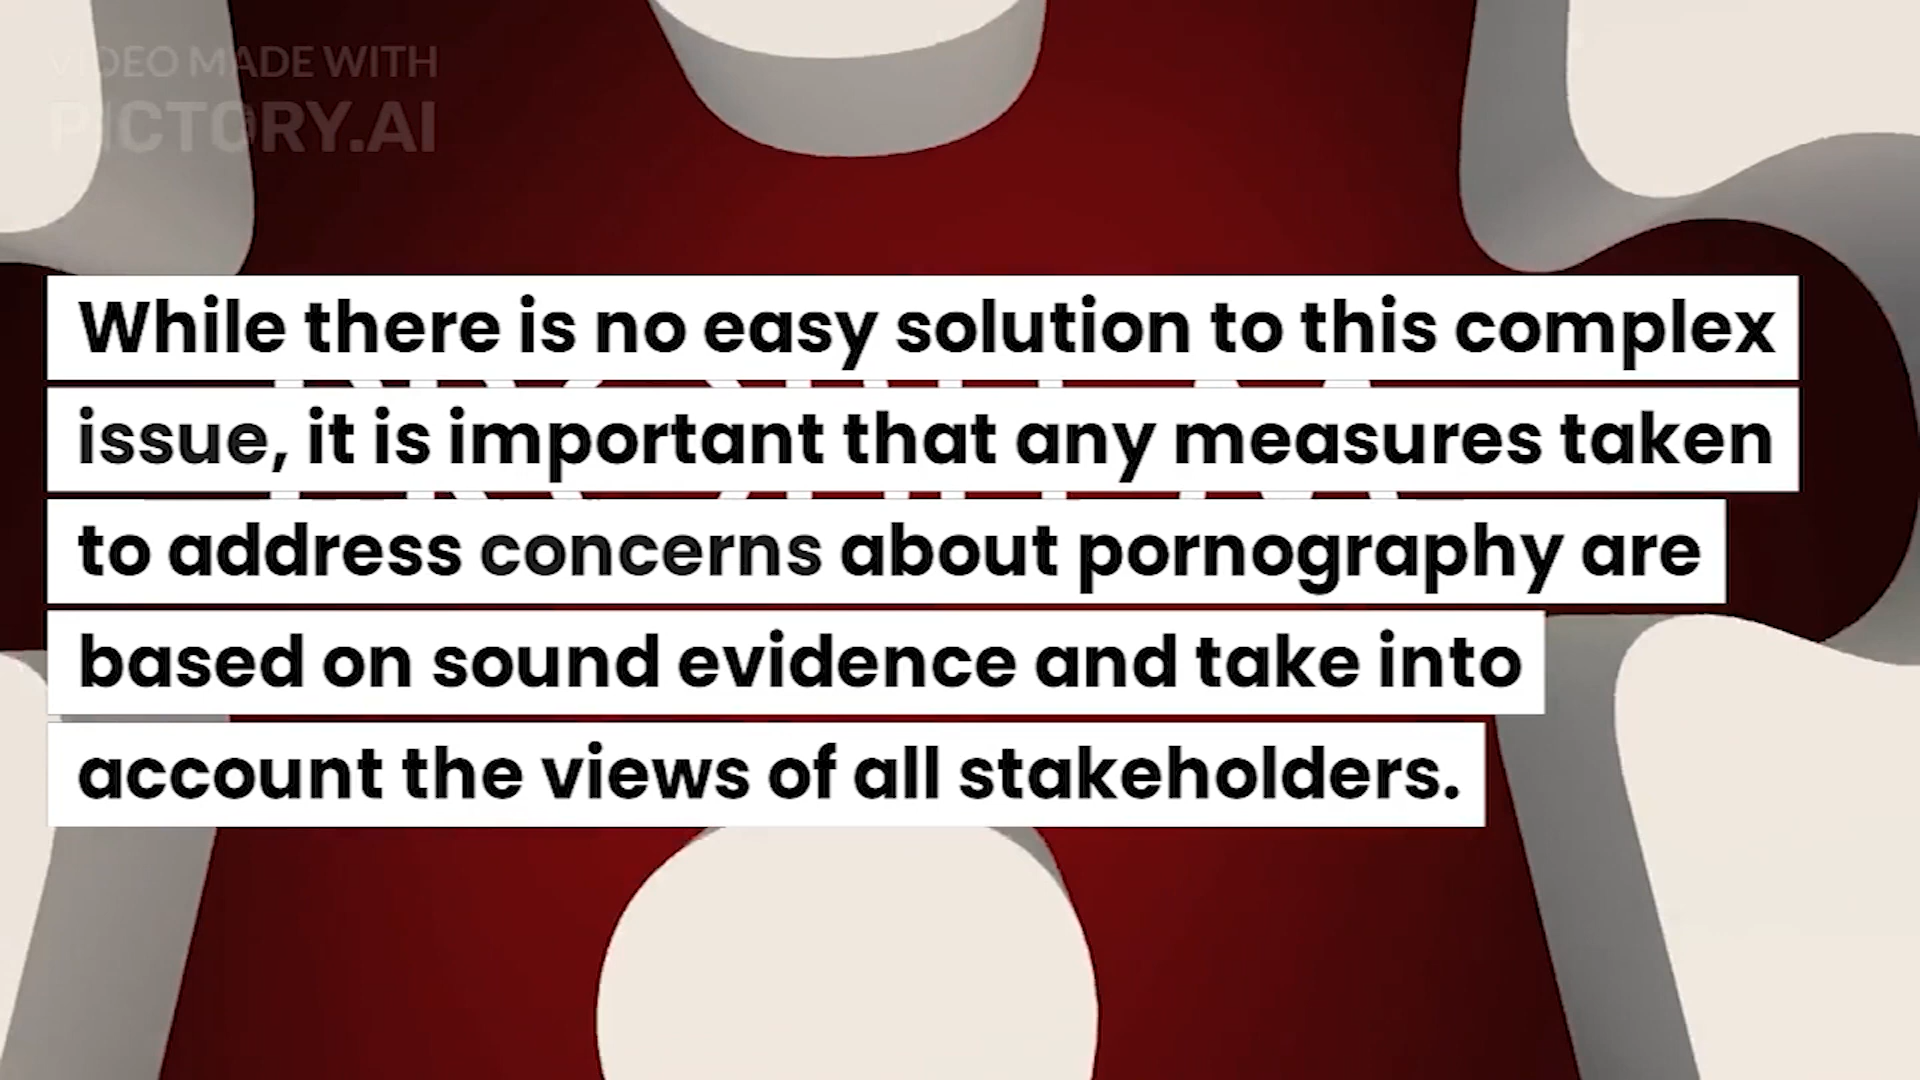 VIDEO MADE WITH
PICTORY.AI
While there is no easy solution to this complex
issue, it is important that any measures taken
to address concerns about pornography are
based on sound evidence and take into
account the views of all stakeholders.